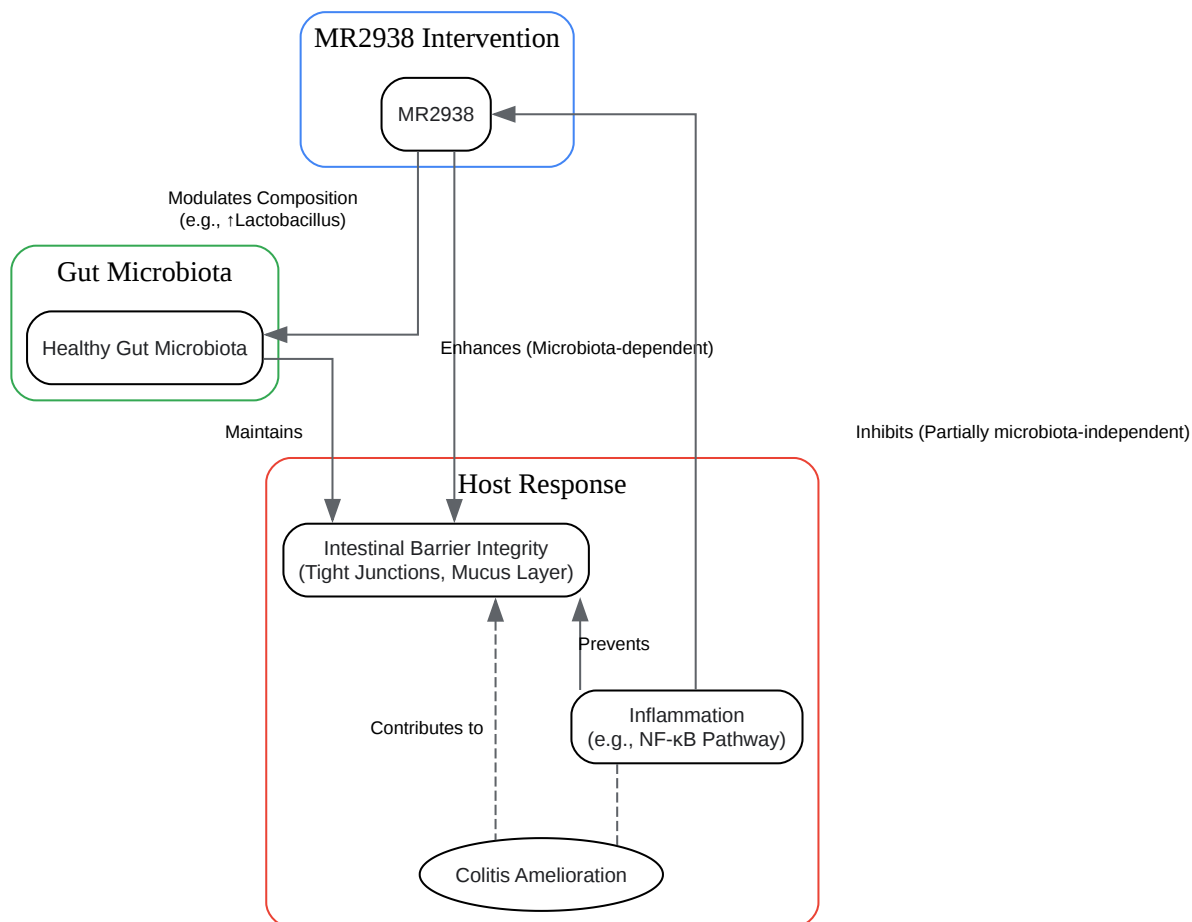 MR2938 Intervention
MR2938
Modulates Composition
(e.g., ↑Lactobacillus)
Gut Microbiota
Healthy Gut Microbiota
Enhances (Microbiota-dependent)
Maintains
Inhibits (Partially microbiota-independent)
Host Response
Intestinal Barrier Integrity
(Tight Junctions, Mucus Layer)
Prevents
Contributes to
Inflammation
(e.g., NF-κB Pathway)
Colitis Amelioration